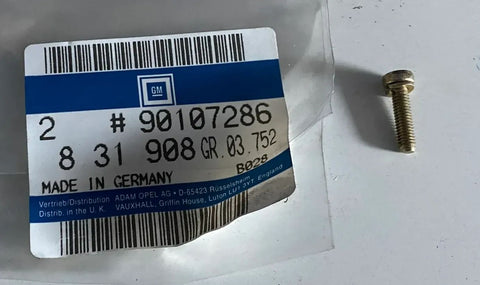 GM
2 # 90107286
8 31 908 GR.03.752
B028
MADE IN GERMANY
Vertrieb/Distribution ADAM OPEL AG • D-65423 Rüsselsheim
Distrib. in the U. K. VAUXHALL, Griffin House, Luton LU1 3YT England